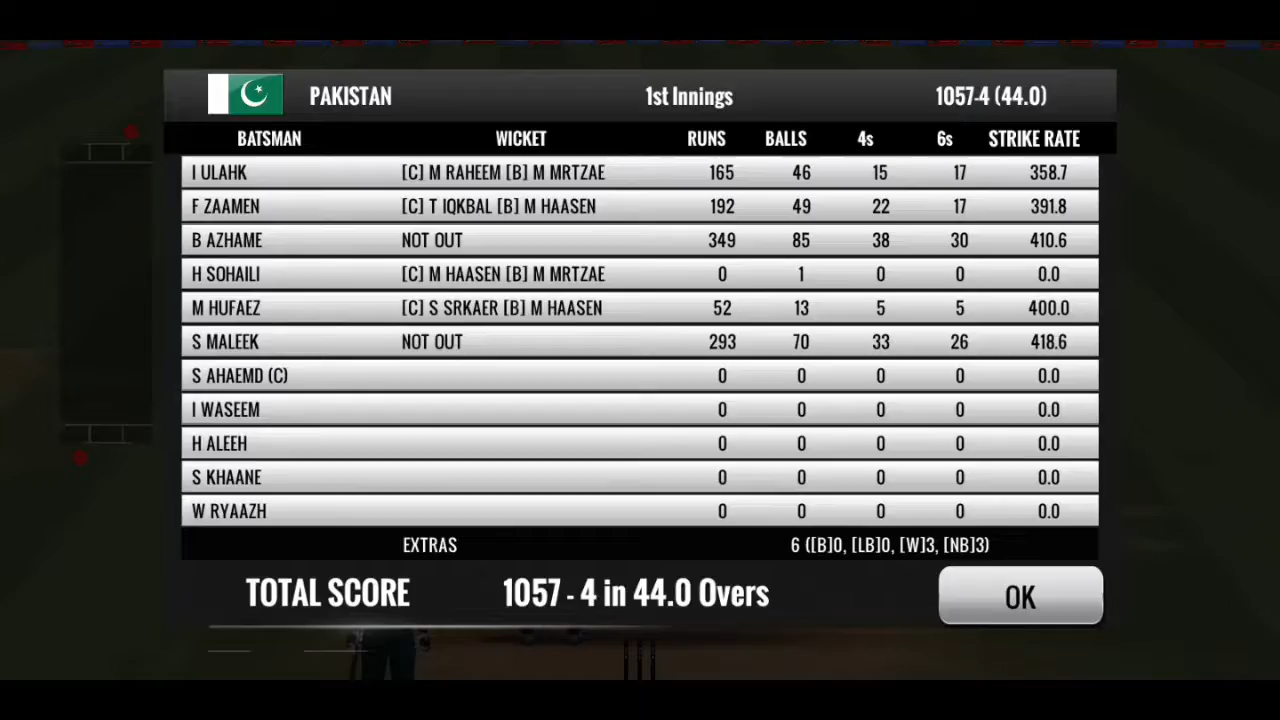 PAKISTAN 1st Innings 1057-4 (44.0)
BATSMAN WICKET RUNS BALLS 4s 6s STRIKE RATE
I ULAHK [C] M RAHEEM [B] M MRTZAE 165 46 15 17 358.7
F ZAAMEN [C] T IQKBAL [B] M HAASEN 192 49 22 17 391.8
B AZHAME NOT OUT 349 85 38 30 410.6
H SOHAILI [C] M HAASEN [B] M MRTZAE 0 1 0 0 0.0
M HUFAEZ [C] S SRKAER [B] M HAASEN 52 13 5 5 400.0
S MALEEK NOT OUT 293 70 33 26 418.6
S AHAEMD (C) 0 0 0 0 0.0
I WASEEM 0 0 0 0 0.0
H ALEEH 0 0 0 0 0.0
S KHAANE 0 0 0 0 0.0
W RYAAZH 0 0 0 0 0.0
EXTRAS 6 ([B]0, [LB]0, [W]3, [NB]3)
TOTAL SCORE 1057 - 4 in 44.0 Overs OK